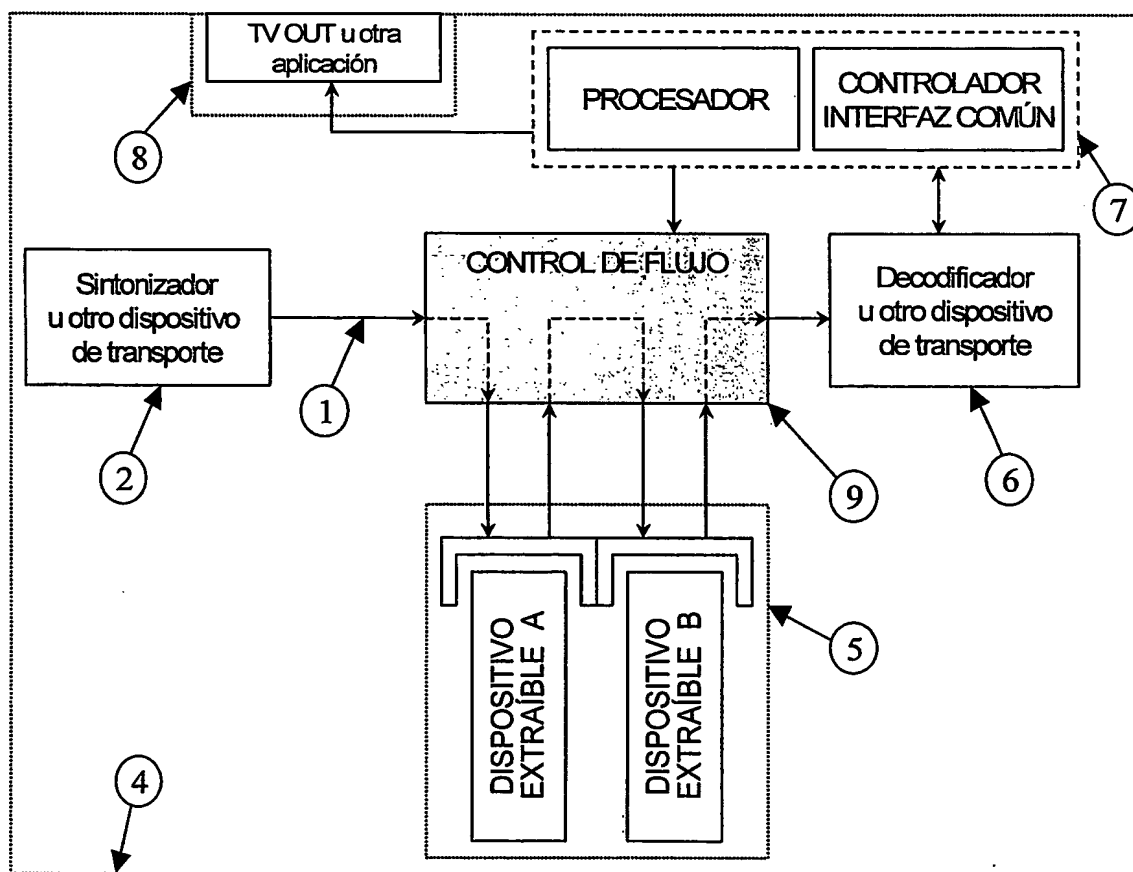 TV OUT u otra
aplicación
PROCESADOR
CONTROLADOR
INTERFAZ COMÚN
8
7
Sintonizador
u otro dispositivo
de transporte
CONTROL DE FLUJO
Decodificador
u otro dispositivo
de transporte
1
2
9
6
DISPOSITIVO
EXTRAÍBLE A
DISPOSITIVO
EXTRAÍBLE B
5
4